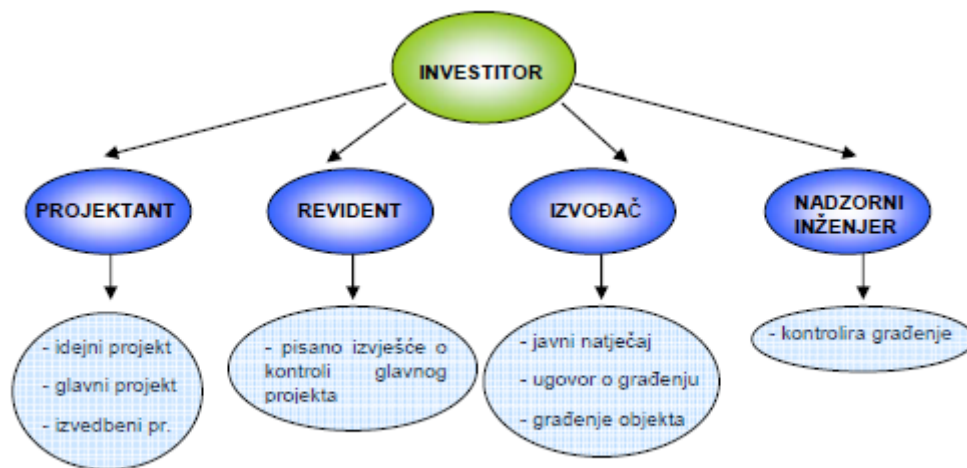 INVESTITOR
PROJEKTANT
REVIDENT
IZVOĐAČ
NADZORNI
INŽENJER
- idejni projekt
- glavni projekt
- izvedbeni pr.
- pisano izvješće o
kontroli glavnog
projekta
- javni natječaj
- ugovor o građenju
- građenje objekta
- kontrolira građenje